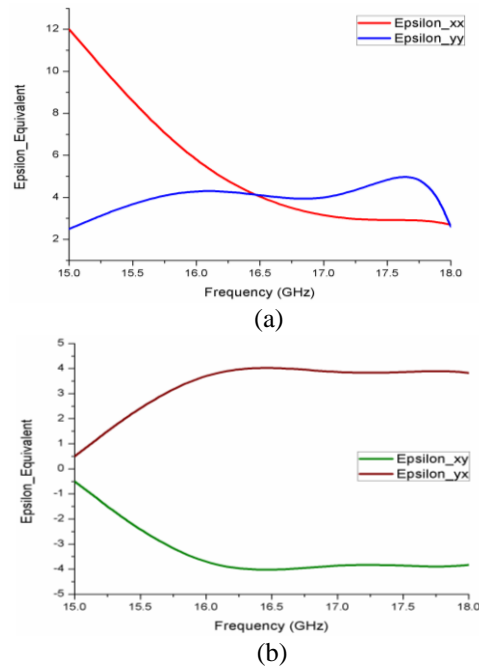 Epsilon_xx
Epsilon_yy
12
10
8
6
4
2
Epsilon_Equivalent
15.0 15.5 16.0 16.5 17.0 17.5 18.0
Frequency (GHz)
(a)
5
4
3
2
1
0
-1
-2
-3
-4
-5
Epsilon_Equivalent
Epsilon_xy
Epsilon_yx
15.0 15.5 16.0 16.5 17.0 17.5 18.0
Frequency (GHz)
(b)